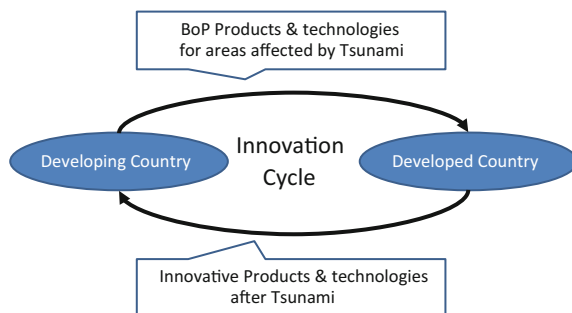 BoP Products & technologies
for areas affected by Tsunami
Developing Country
Innovation
Cycle
Developed Country
Innovative Products & technologies
after Tsunami